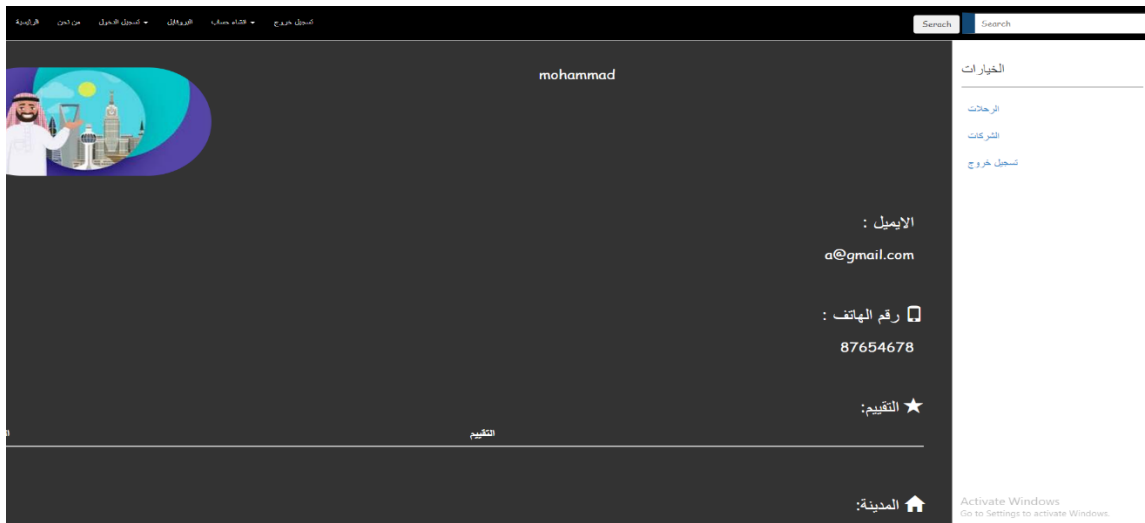 الرئيسية من نحن تسجيل الدخول البروفايل انشاء حساب تسجيل خروج
Serach Search
mohammad
الخيارات
الرحلات
الشركات
تسجيل خروج
الايميل :
a@gmail.com
رقم الهاتف :
87654678
التقييم:
التقييم
المدينة:
Activate Windows
Go to Settings to activate Windows.